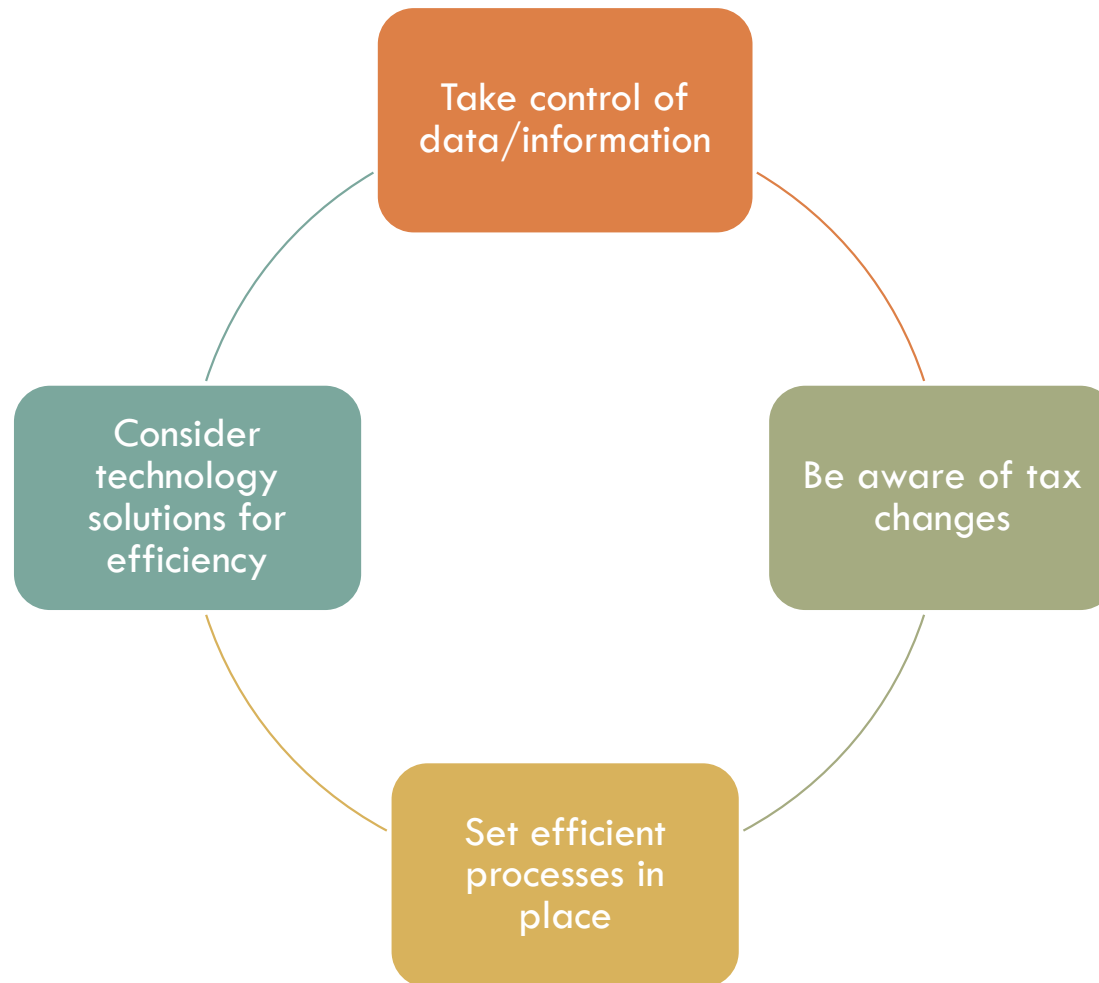 Take control of
data/information
Consider
technology
solutions for
efficiency
Be aware of tax
changes
Set efficient
processes in
place